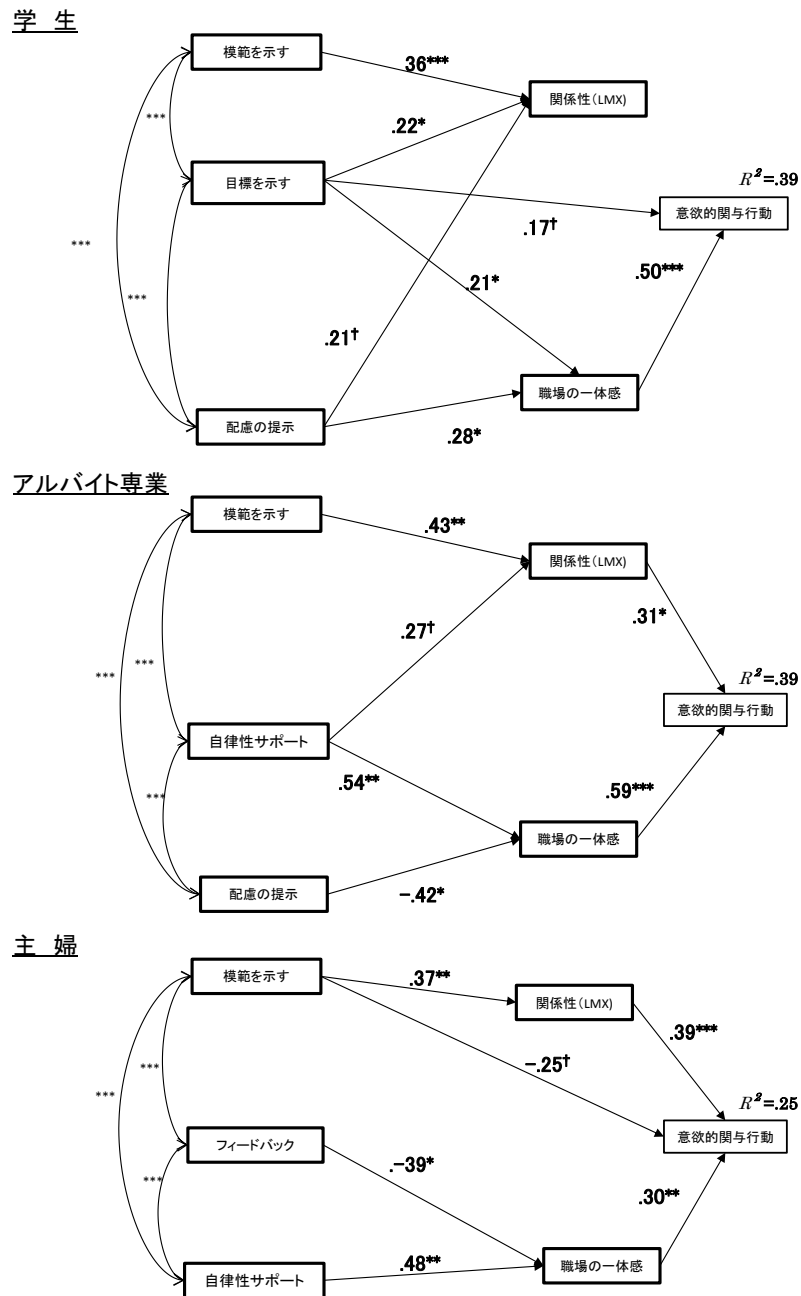 学 生
模範を示す
36***
関係性(LMX)
***
.22*
目標を示す
R²=.39
意欲的関与行動
.17†
***
.50***
***
.21*
.21†
職場の一体感
配慮の提示
.28*
アルバイト専業
模範を示す
.43**
関係性(LMX)
.31*
.27†
***
***
R²=.39
意欲的関与行動
自律性サポート
.54**
.59***
***
職場の一体感
配慮の提示
-.42*
主 婦
模範を示す
.37**
関係性(LMX)
.39***
-.25†
***
***
R²=.25
意欲的関与行動
フィードバック
.-39*
***
.30**
職場の一体感
.48**
自律性サポート